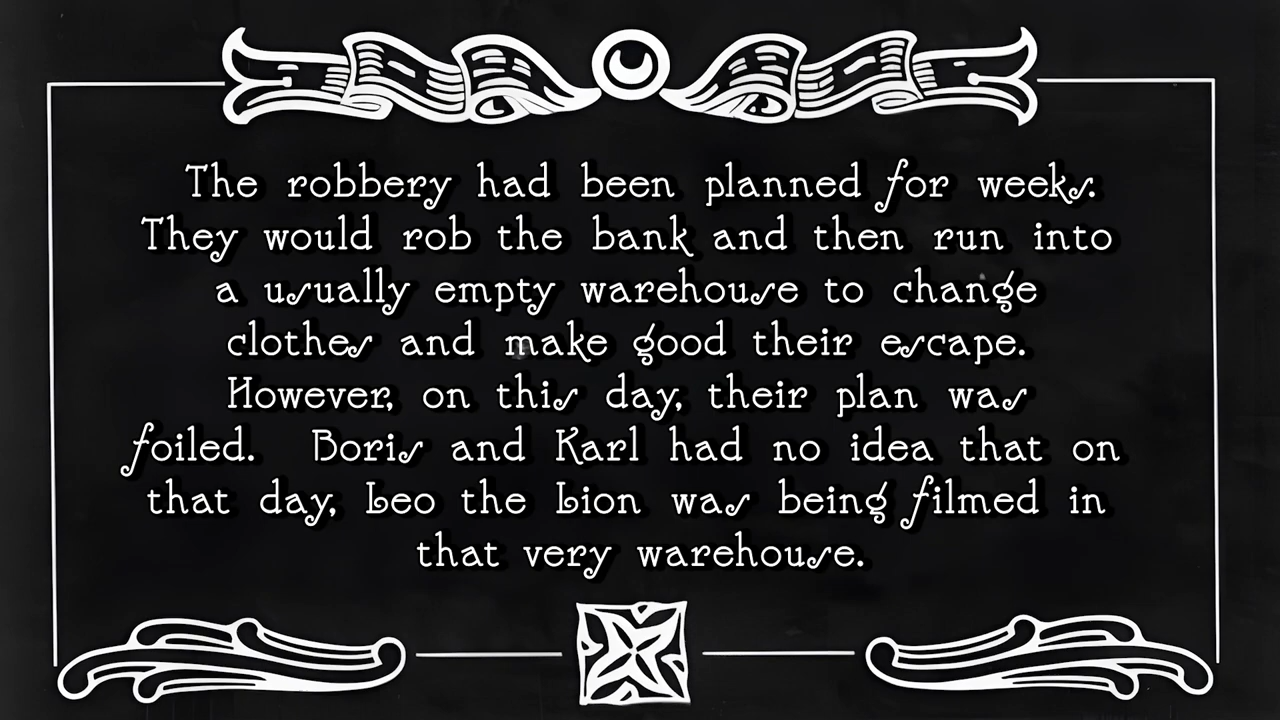 The robbery had been planned for weeks.
They would rob the bank and then run into
a usually empty warehouse to change
clothes and make good their escape.
However, on this day, their plan was
foiled. Boris and Karl had no idea that on
that day, Leo the Lion was being filmed in
that very warehouse.